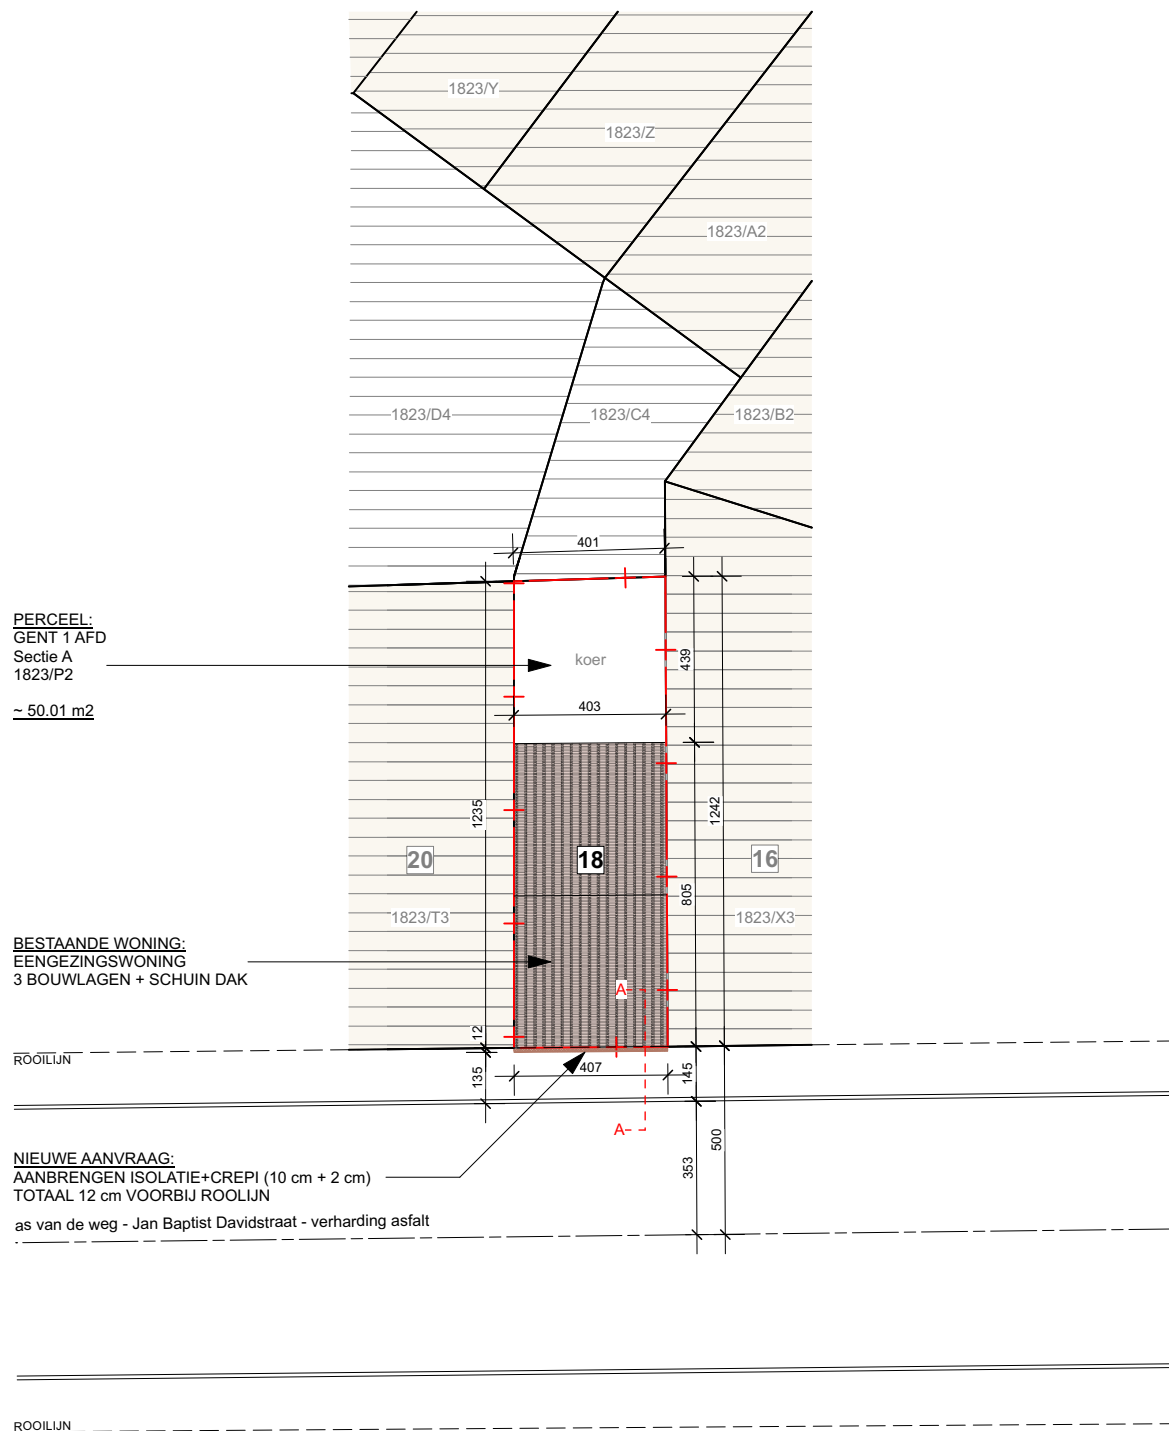 1823/Y
1823/Z
1823/A2
1823/D4
1823/C4
1823/B2
401
PERCEEL:
GENT 1 AFD
Sectie A
1823/P2
~ 50.01 m2
koer
439
403
1235
1242
20
18
16
805
1823/T3
1823/X3
BESTAANDE WONING:
EENGEZINGSWONING
3 BOUWLAGEN + SCHUIN DAK
A
12
ROOILIJN
135
407
145
A
500
353
NIEUWE AANVRAAG:
AANBRENGEN ISOLATIE+CREPI (10 cm + 2 cm)
TOTAAL 12 cm VOORBIJ ROOLIJN
as van de weg - Jan Baptist Davidstraat - verharding asfalt
ROOILIJN